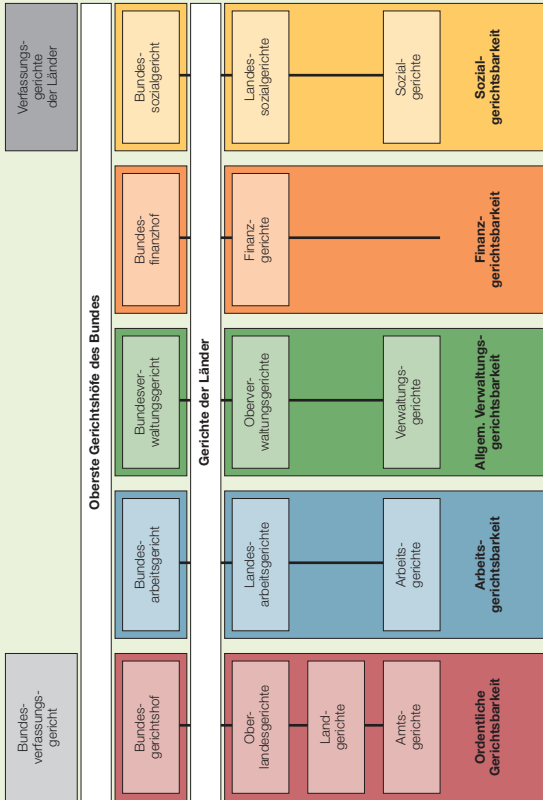 Bundes-
verfassungs-
gericht
Verfassungs-
gerichte
der Länder
Oberste Gerichtshöfe des Bundes
Bundes-
gerichtshof
Bundes-
arbeitsgericht
Bundesver-
waltungsgericht
Bundes-
finanzhof
Bundes-
sozialgericht
Gerichte der Länder
Ober-
landesgerichte
Landes-
arbeitsgerichte
Oberver-
waltungsgerichte
Finanz-
gerichte
Landes-
sozialgerichte
Land-
gerichte
Amts-
gerichte
Arbeits-
gerichte
Verwaltungs-
gerichte
Sozial-
gerichte
Ordentliche
Gerichtsbarkeit
Arbeits-
gerichtsbarkeit
Allgem. Verwaltungs-
gerichtsbarkeit
Finanz-
gerichtsbarkeit
Sozial-
gerichtsbarkeit